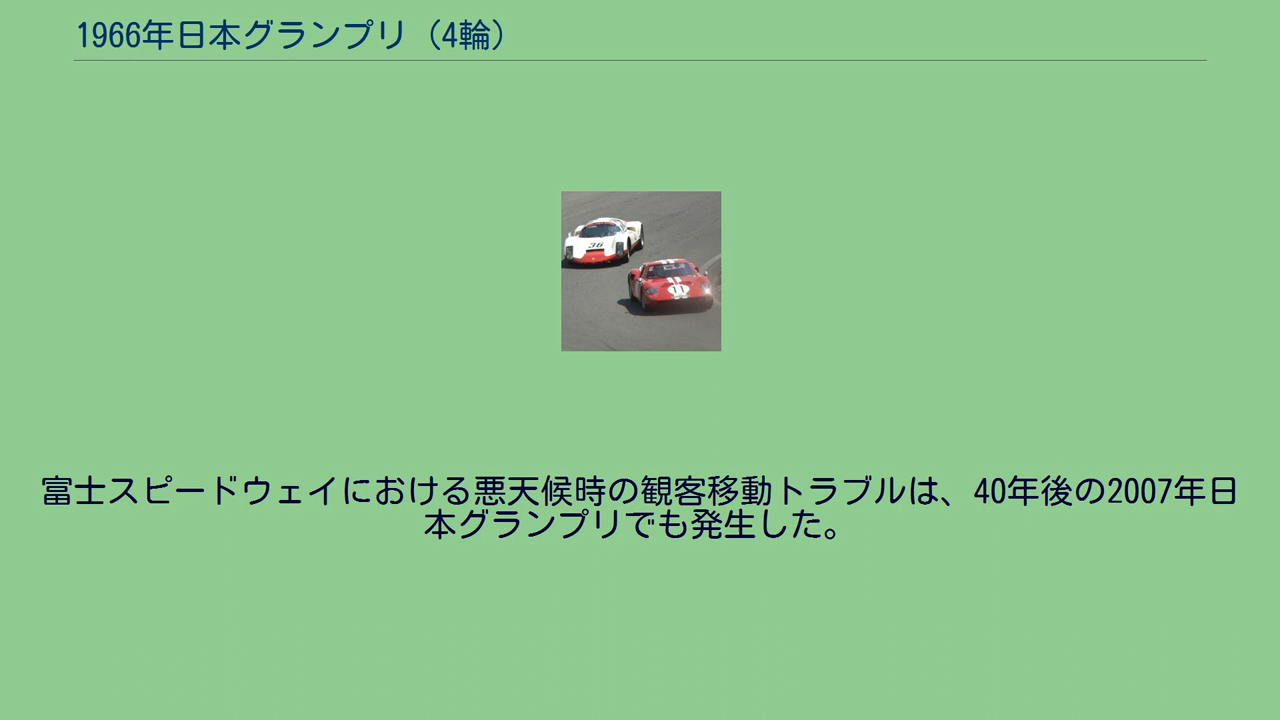 1966年日本グランプリ（4輪）
36
11
富士スピードウェイにおける悪天候時の観客移動トラブルは、40年後の2007年日
本グランプリでも発生した。